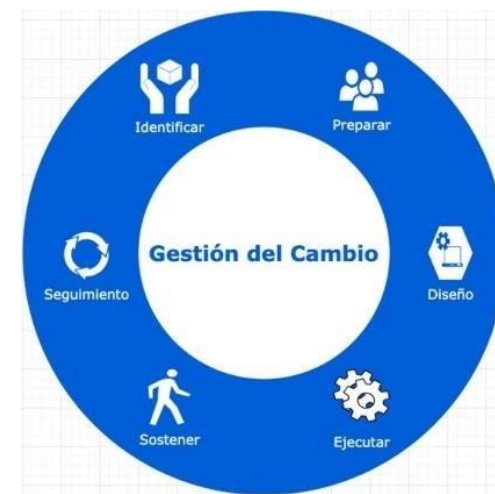 Identificar
Preparar
Gestión del Cambio
Seguimiento
Diseño
Sostener
Ejecutar